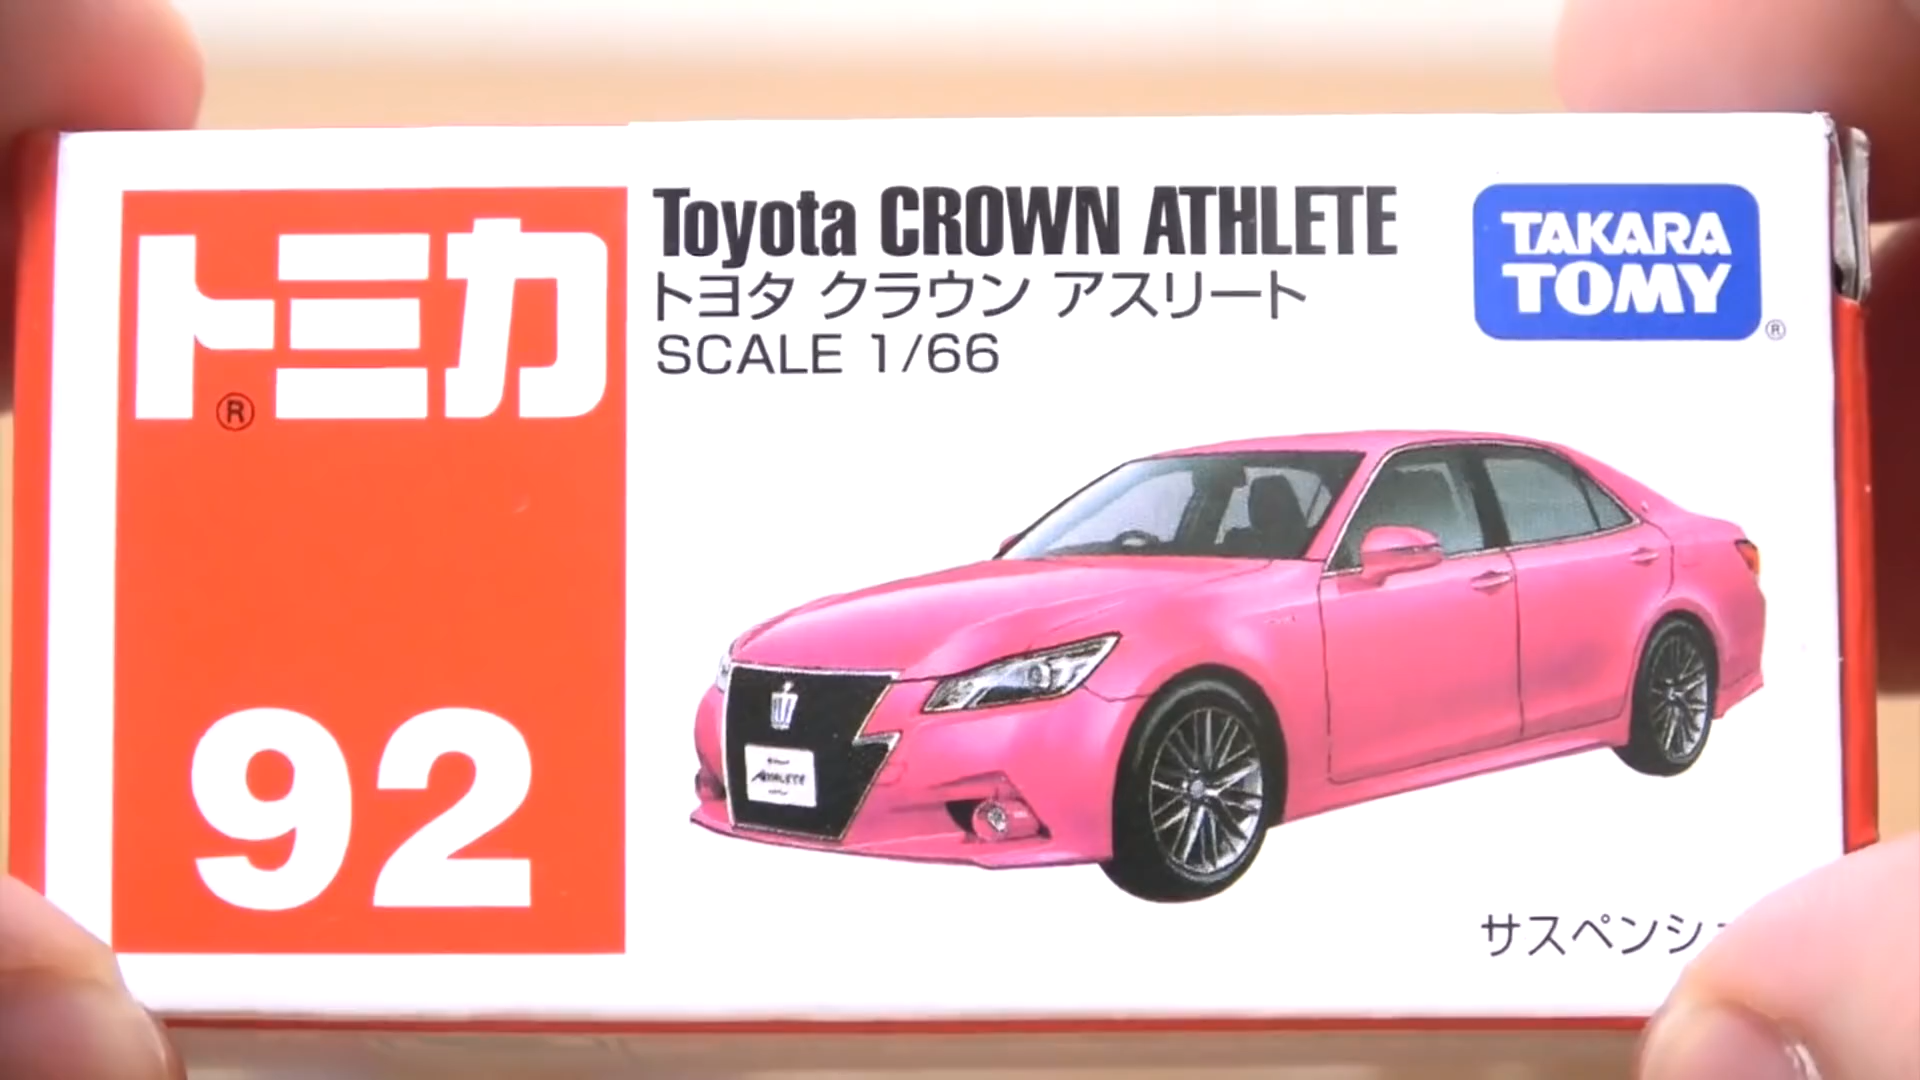 トミカ
®
92
Toyota CROWN ATHLETE
トヨタ クラウン アスリート
SCALE 1/66
TAKARA
TOMY
®
ATHLETE
サスペンシ